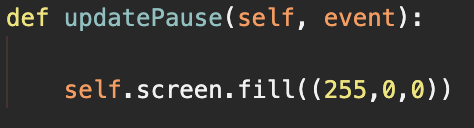 def updatePause(self, event):
self.screen.fill((255,0,0))